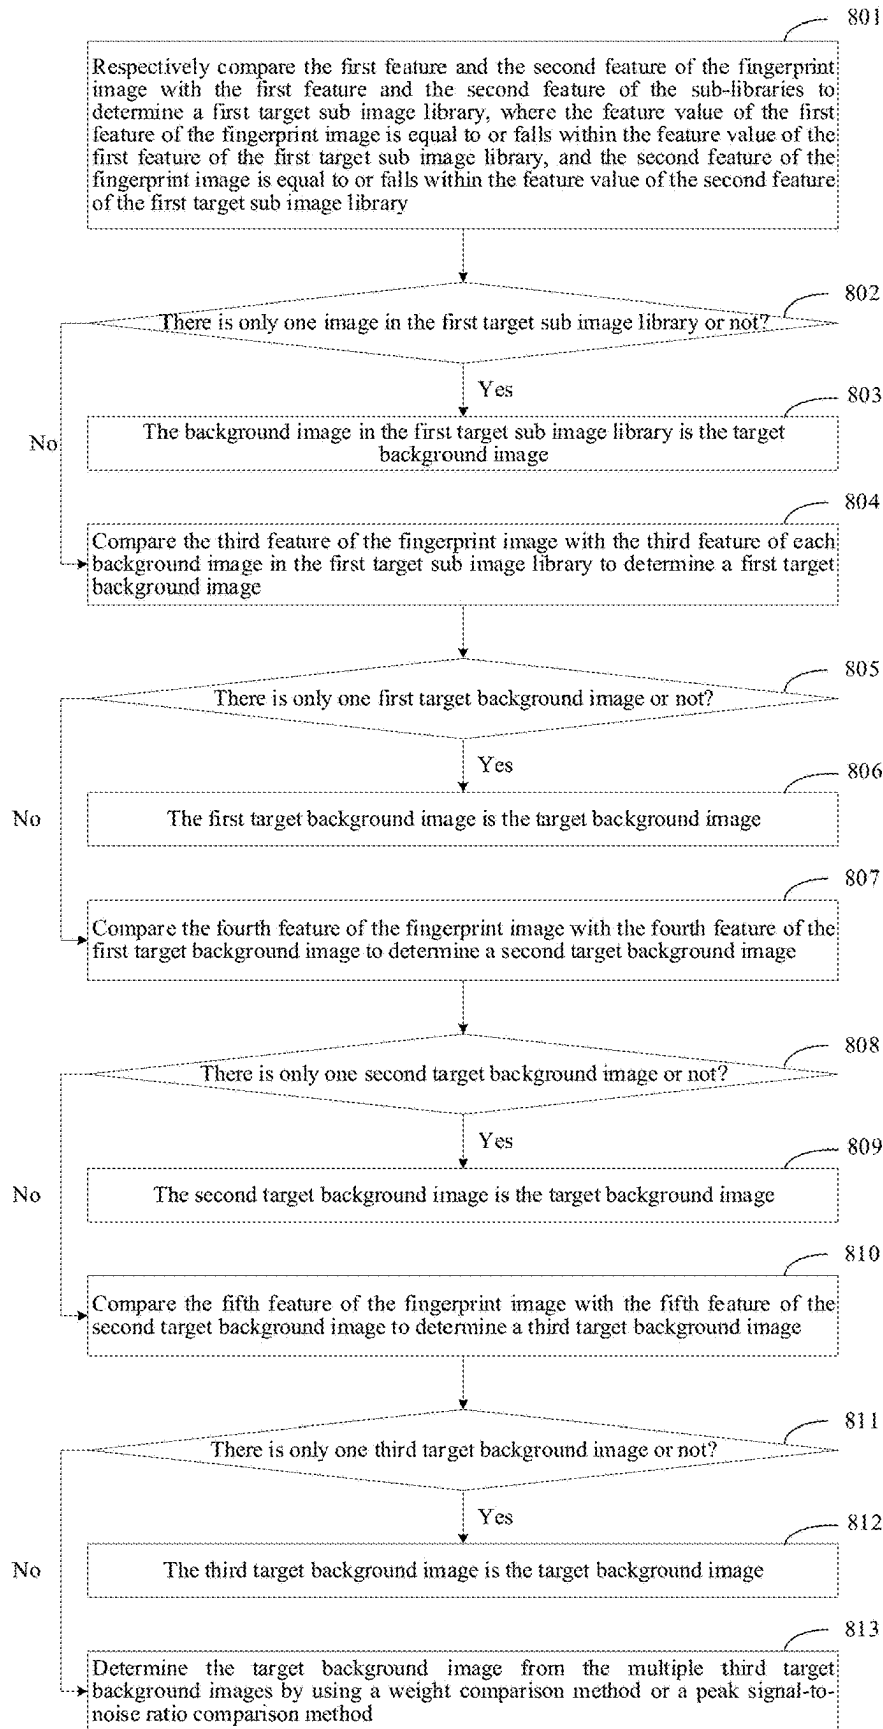 801
Respectively compare the first feature and the second feature of the fingerprint
image with the first feature and the second feature of the sub-libraries to
determine a first target sub image library, where the feature value of the first
feature of the fingerprint image is equal to or falls within the feature value of the
first feature of the first target sub image library, and the second feature of the
fingerprint image is equal to or falls within the feature value of the second feature
of the first target sub image library
802
There is only one image in the first target sub image library or not?
Yes
803
No
The background image in the first target sub image library is the target
background image
804
Compare the third feature of the fingerprint image with the third feature of each
background image in the first target sub image library to determine a first target
background image
805
There is only one first target background image or not?
Yes
806
No
The first target background image is the target background image
807
Compare the fourth feature of the fingerprint image with the fourth feature of the
first target background image to determine a second target background image
808
There is only one second target background image or not?
Yes
809
No
The second target background image is the target background image
810
Compare the fifth feature of the fingerprint image with the fifth feature of the
second target background image to determine a third target background image
811
There is only one third target background image or not?
Yes
812
No
The third target background image is the target background image
813
Determine the target background image from the multiple third target
background images by using a weight comparison method or a peak signal-to-
noise ratio comparison method